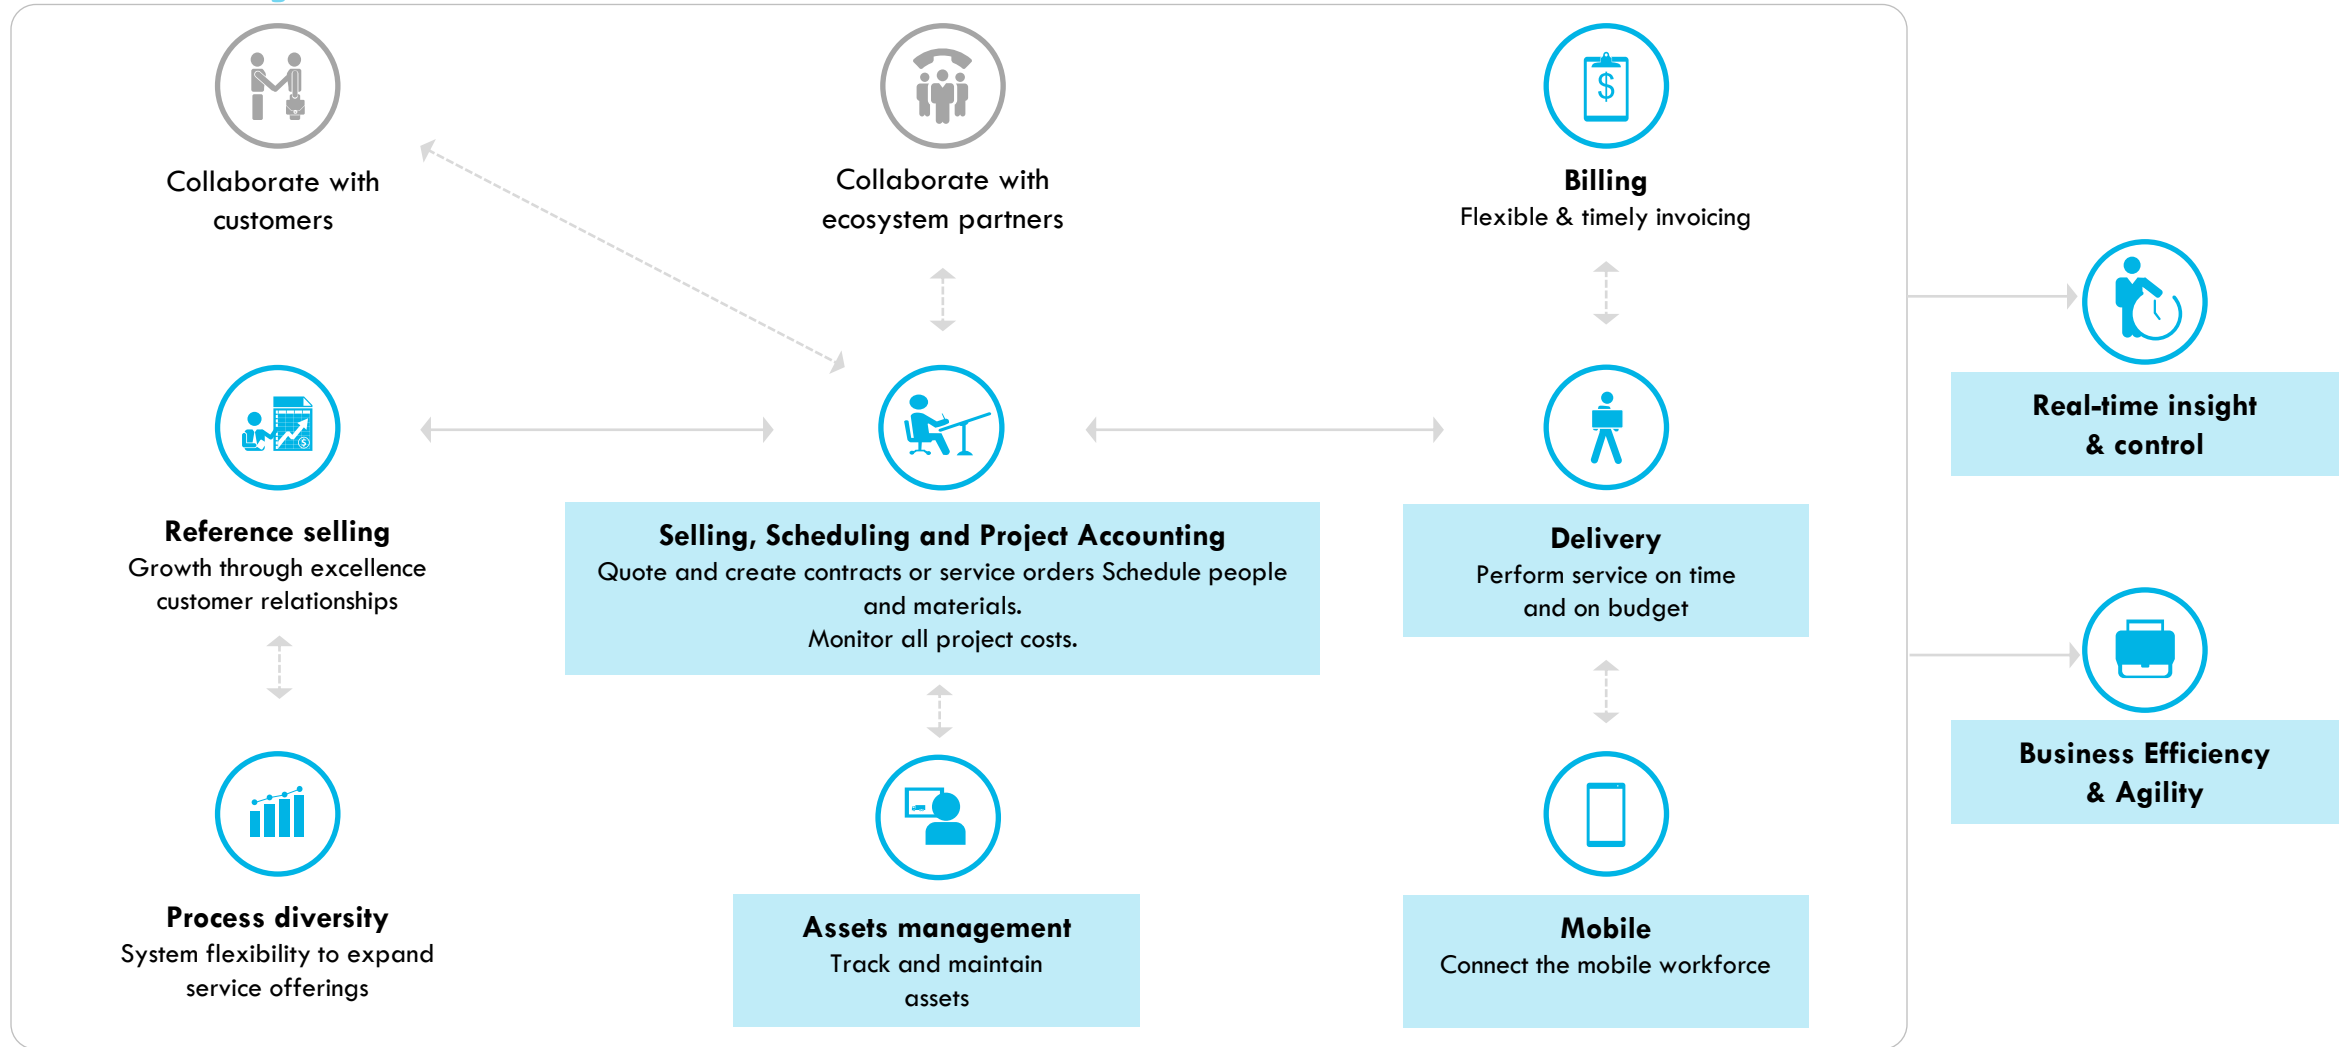 Collaborate with
customers
Collaborate with
ecosystem partners
$
Billing
Flexible & timely invoicing
Real-time insight
& control
$
Reference selling
Growth through excellence
customer relationships
Selling, Scheduling and Project Accounting
Quote and create contracts or service orders Schedule people
and materials.
Monitor all project costs.
Delivery
Perform service on time
and on budget
Business Efficiency
& Agility
Process diversity
System flexibility to expand
service offerings
Assets management
Track and maintain
assets
Mobile
Connect the mobile workforce